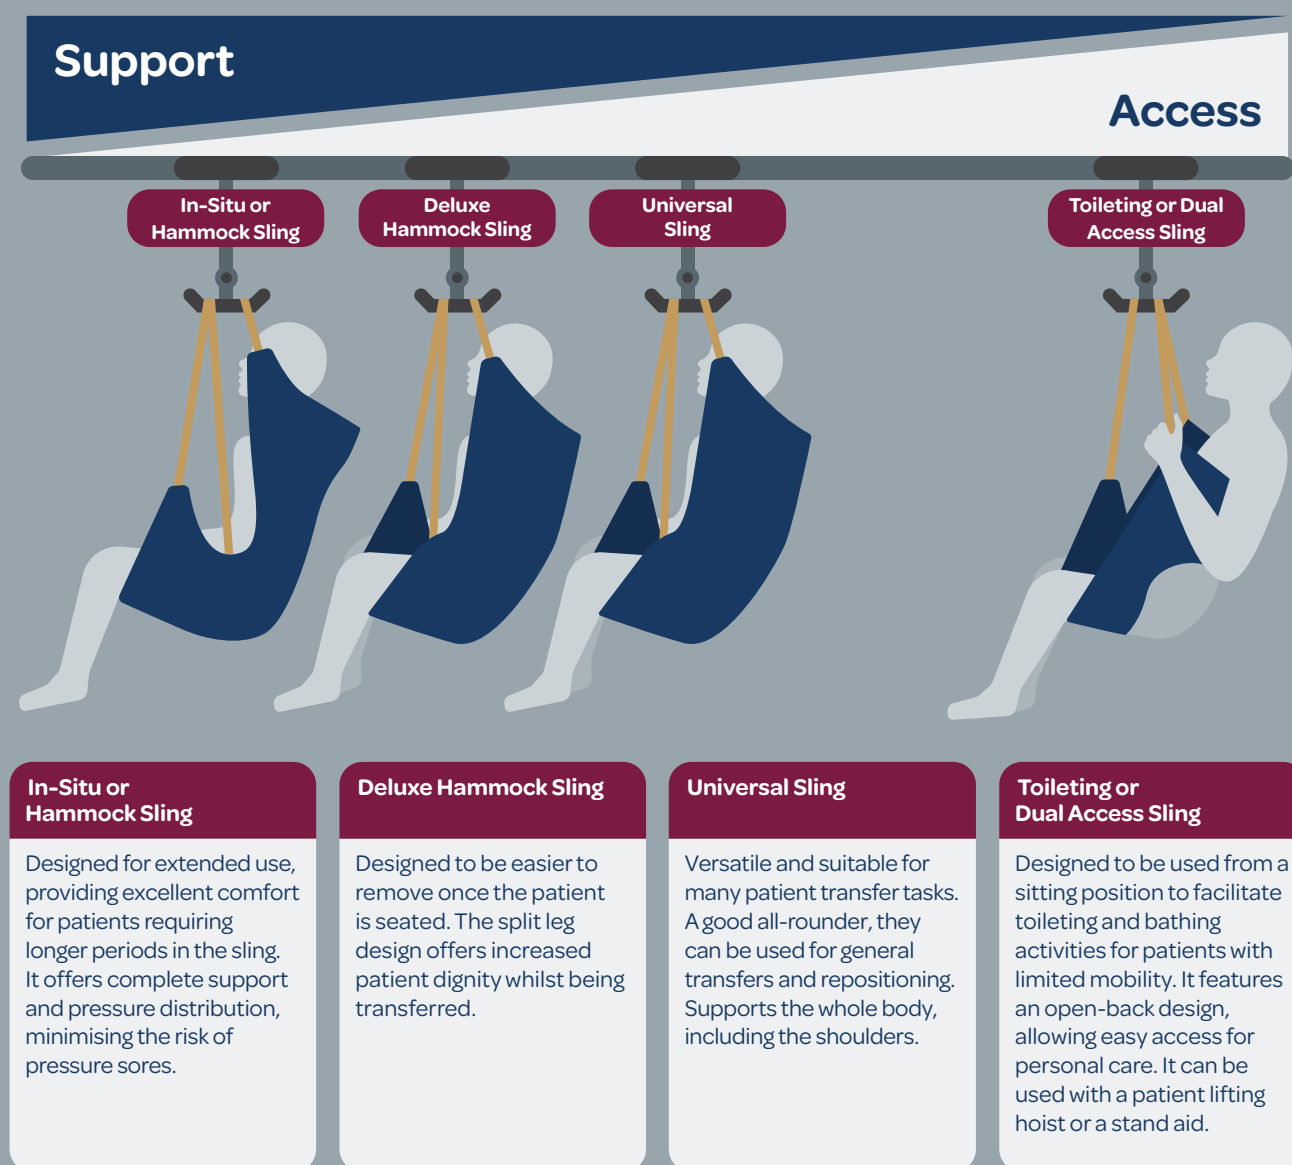 Support
Access
In-Situ or
Hammock Sling
Deluxe
Hammock Sling
Universal
Sling
Toileting or Dual
Access Sling
In-Situ or
Hammock Sling
Designed for extended use,
providing excellent comfort
for patients requiring
longer periods in the sling.
It offers complete support
and pressure distribution,
minimising the risk of
pressure sores.
Deluxe Hammock Sling
Designed to be easier to
remove once the patient
is seated. The split leg
design offers increased
patient dignity whilst being
transferred.
Universal Sling
Versatile and suitable for
many patient transfer tasks.
A good all-rounder, they
can be used for general
transfers and repositioning.
Supports the whole body,
including the shoulders.
Toileting or
Dual Access Sling
Designed to be used from a
sitting position to facilitate
toileting and bathing
activities for patients with
limited mobility. It features
an open-back design,
allowing easy access for
personal care. It can be
used with a patient lifting
hoist or a stand aid.